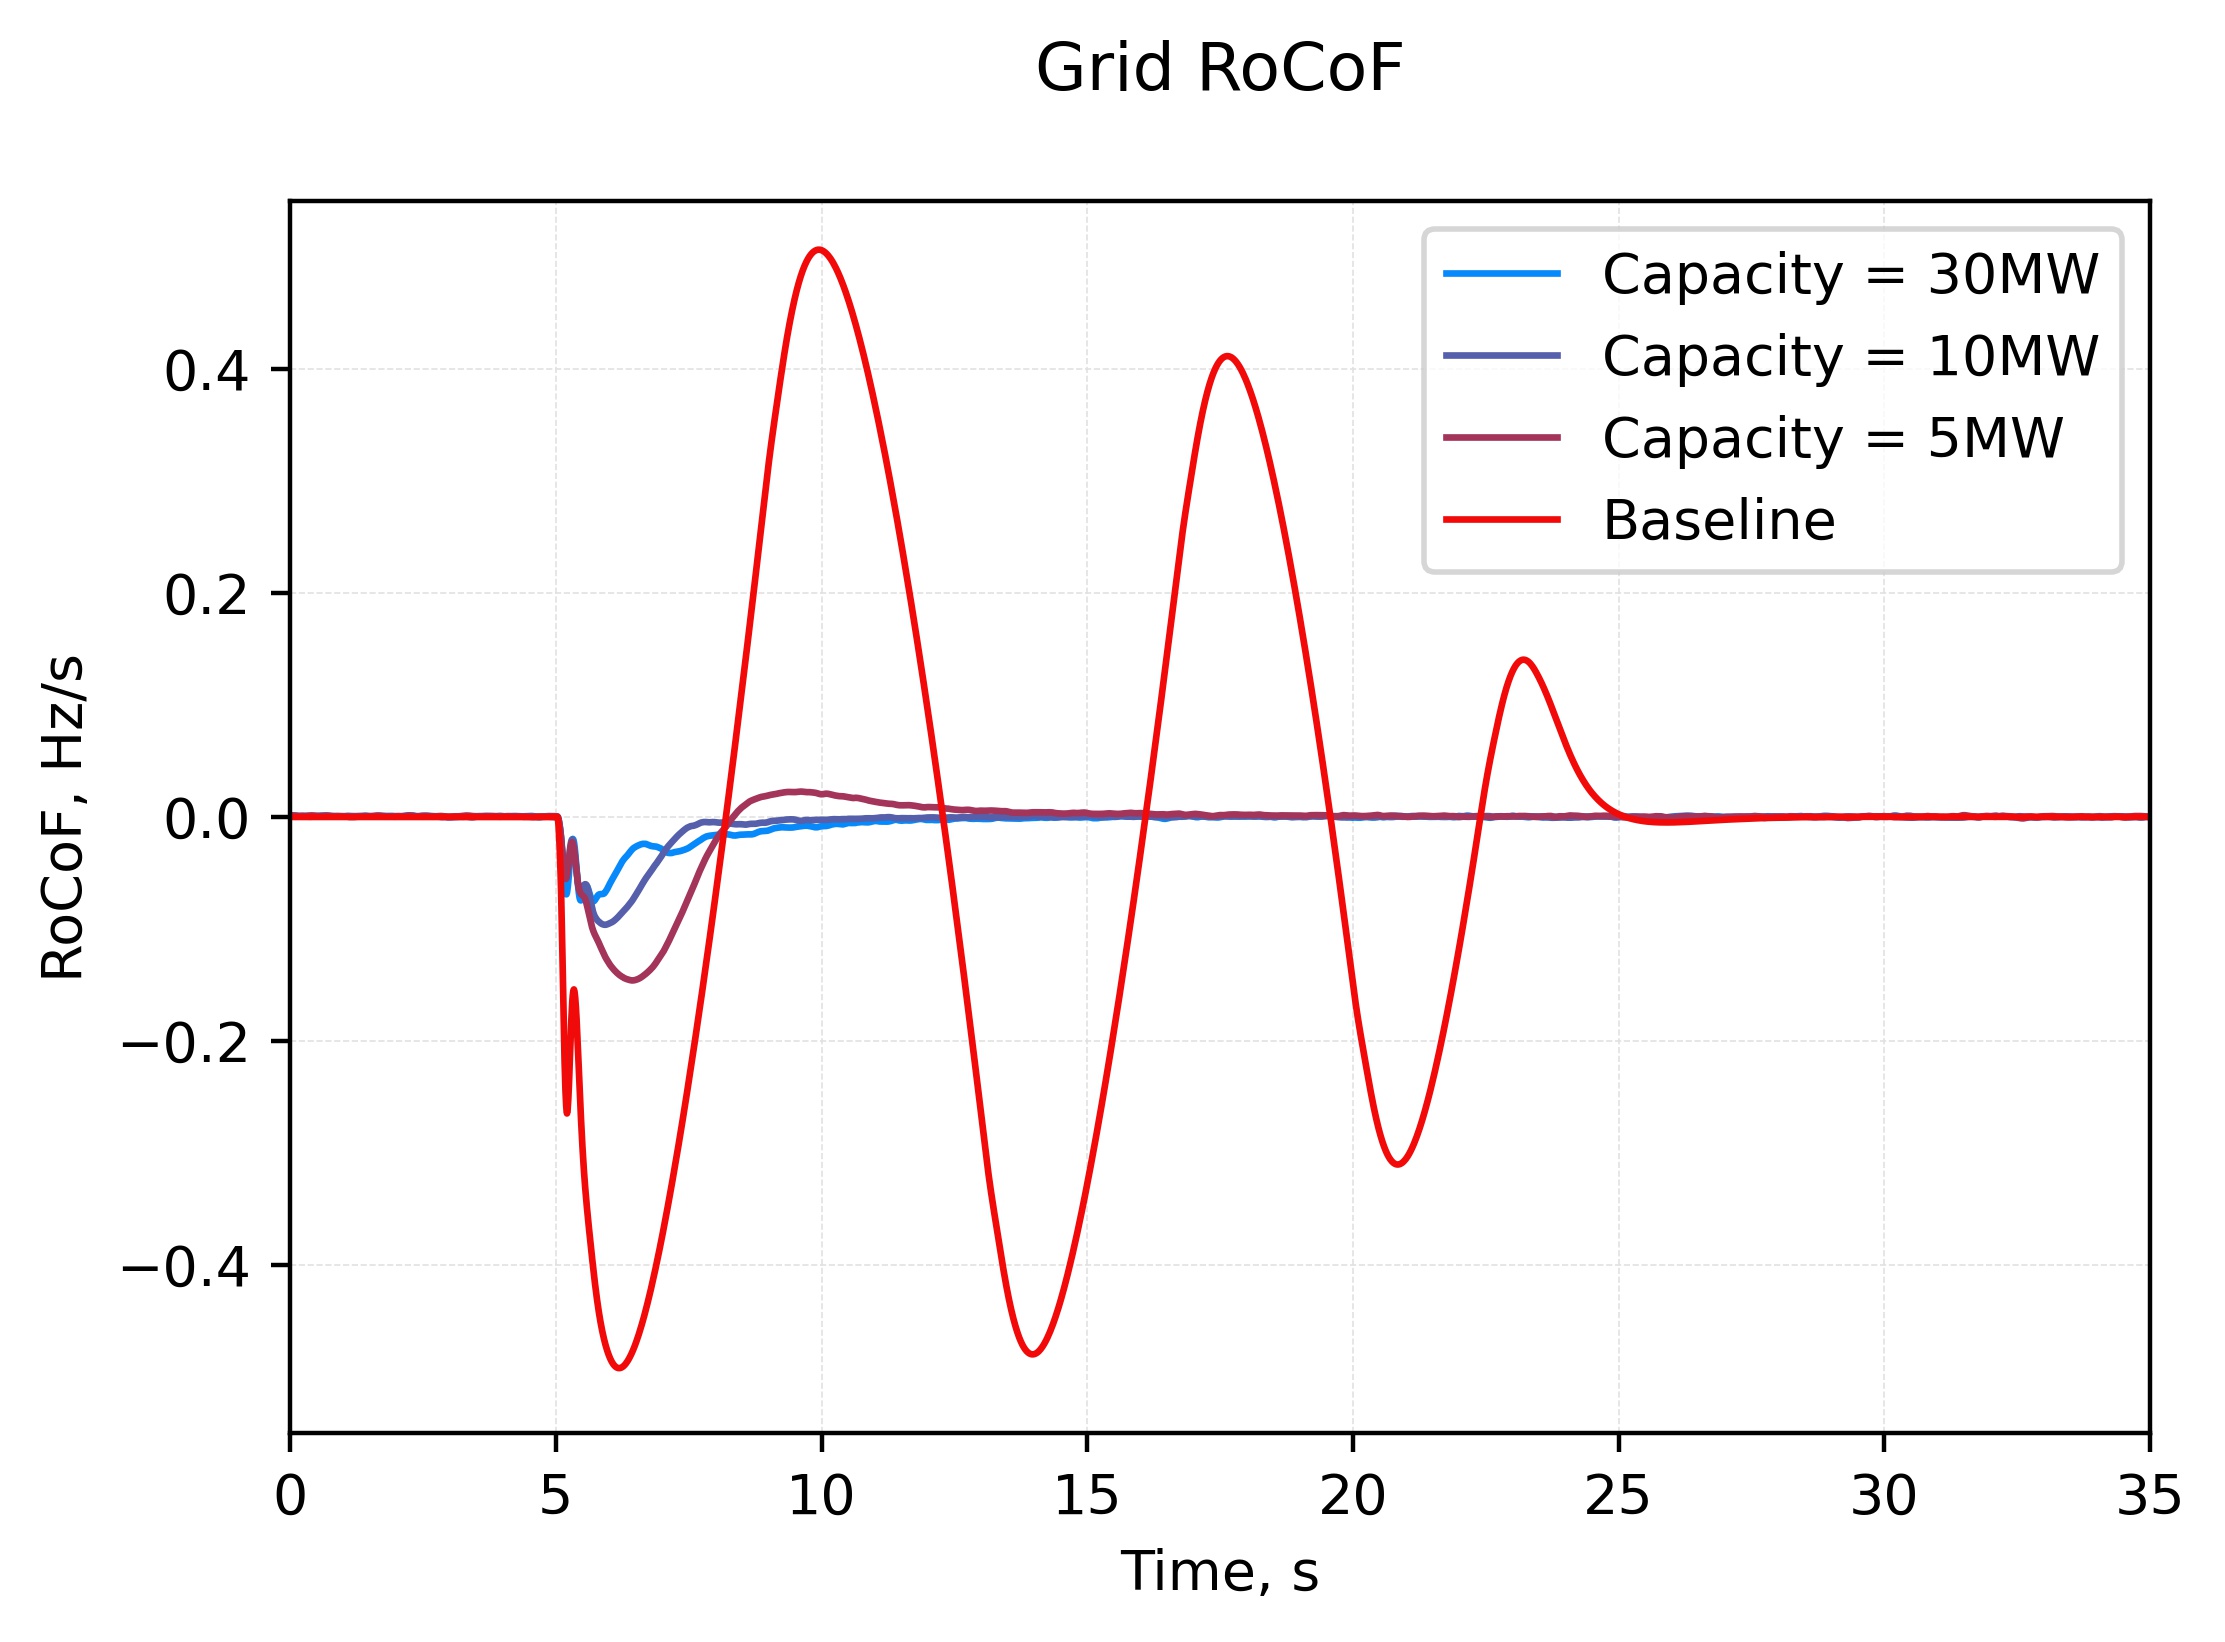 Grid RoCoF
Capacity = 30MW
Capacity = 10MW
Capacity = 5MW
Baseline
RoCoF, Hz/s
0.4
0.2
0.0
−0.2
−0.4
0 5 10 15 20 25 30 35
Time, s